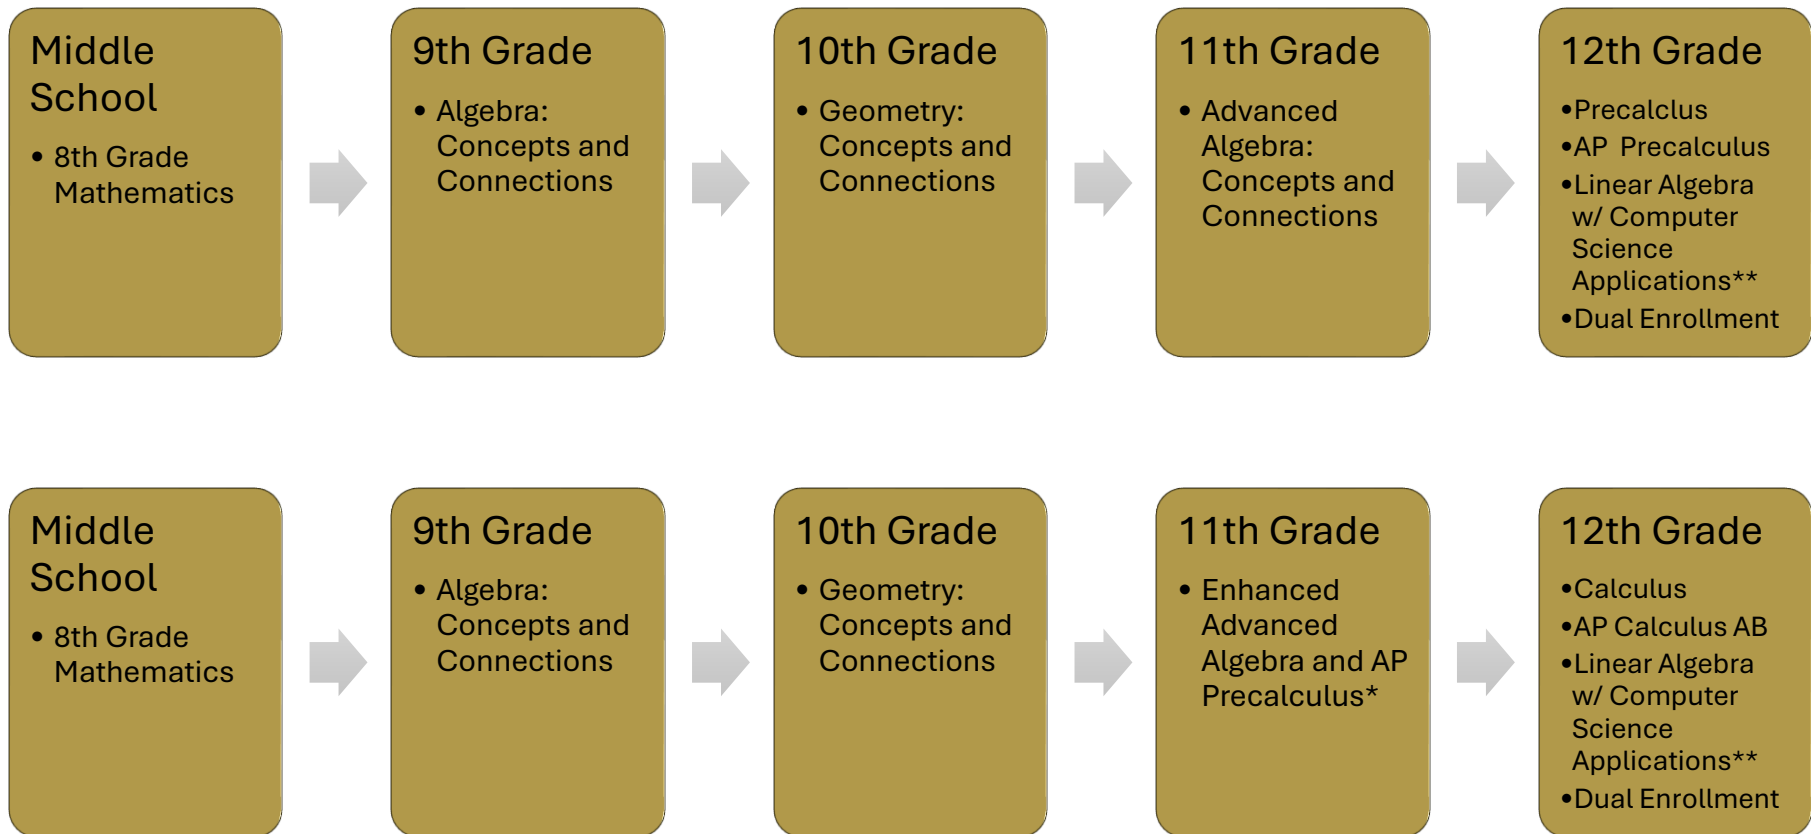 Middle
School
• 8th Grade
Mathematics
9th Grade
• Algebra:
Concepts and
Connections
10th Grade
• Geometry:
Concepts and
Connections
11th Grade
• Advanced
Algebra:
Concepts and
Connections
12th Grade
•Precalclus
•AP Precalculus
•Linear Algebra
w/ Computer
Science
Applications**
•Dual Enrollment
Middle
School
• 8th Grade
Mathematics
9th Grade
• Algebra:
Concepts and
Connections
10th Grade
• Geometry:
Concepts and
Connections
11th Grade
• Enhanced
Advanced
Algebra and AP
Precalculus*
12th Grade
•Calculus
•AP Calculus AB
•Linear Algebra
w/ Computer
Science
Applications**
•Dual Enrollment